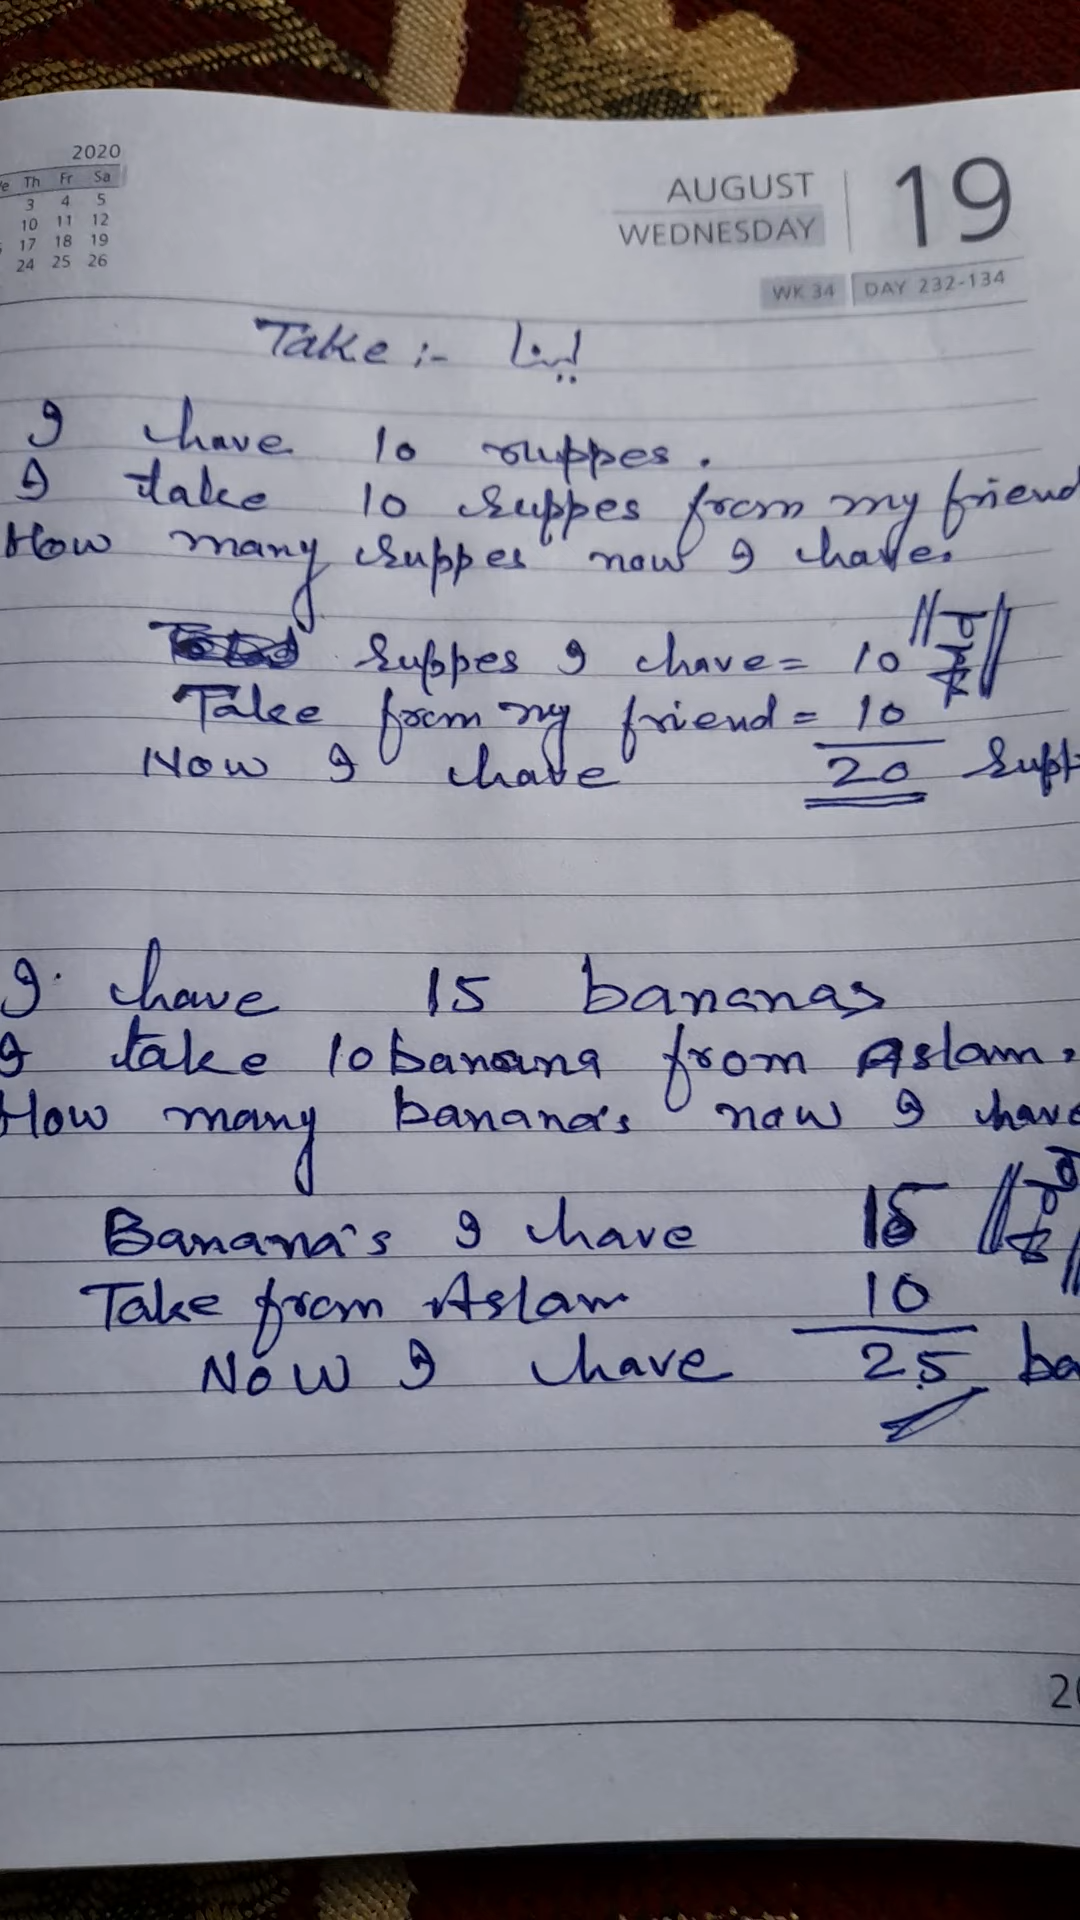 2020
Th Fr Sa
3 4 5
10 11 12
17 18 19
24 25 26
AUGUST
WEDNESDAY
19
WK 34 DAY 232-134
Take :- لینا
I have 10 ruppes.
I take 10 ruppes from my friend
How many ruppes now I have.
ruppes I have = 10
Take from my friend = 10
Now I have 20 rupp
I have 15 bananas
I take 10 banana from Aslam.
How many banana's now I have
Banana's I have 15
Take from Aslam 10
Now I have 25 ba